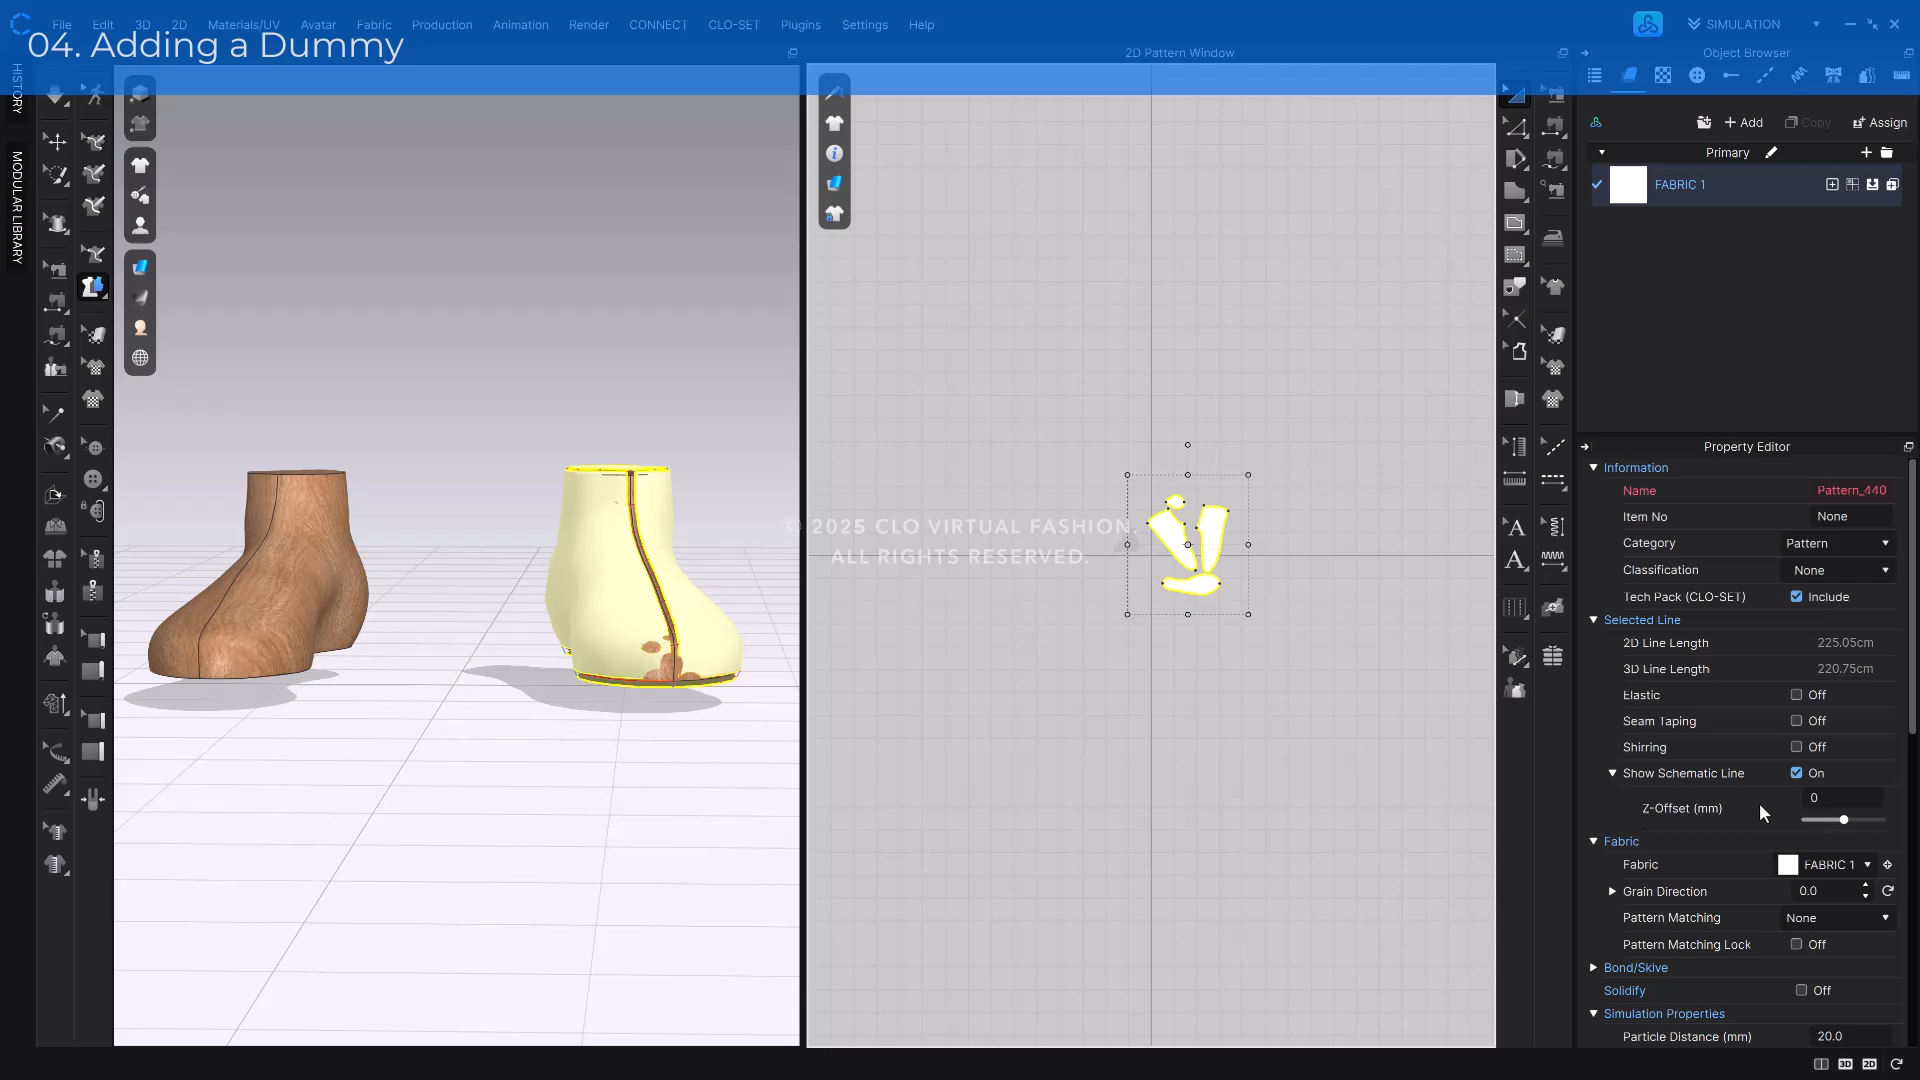 File Edit 3D 2D Materials/UV Avatar Fabric Production Animation Render CONNECT CLO-SET Plugins Settings Help
SIMULATION
04. Adding a Dummy
2D Pattern Window
Object Browser
HISTORY
MODULAR LIBRARY
Add Copy Assign
Primary
FABRIC 1
Property Editor
Information
Name Pattern_440
Item No None
Category Pattern
Classification None
Tech Pack (CLO-SET) Include
Selected Line
2D Line Length 225.05cm
3D Line Length 220.75cm
Elastic Off
Seam Taping Off
Shirring Off
Show Schematic Line On
Z-Offset (mm) 0
Fabric
Fabric FABRIC 1
Grain Direction 0.0
Pattern Matching None
Pattern Matching Lock Off
Bond/Skive
Solidify Off
Simulation Properties
Particle Distance (mm) 20.0
© 2025 CLO VIRTUAL FASHION.
ALL RIGHTS RESERVED.
3D 2D